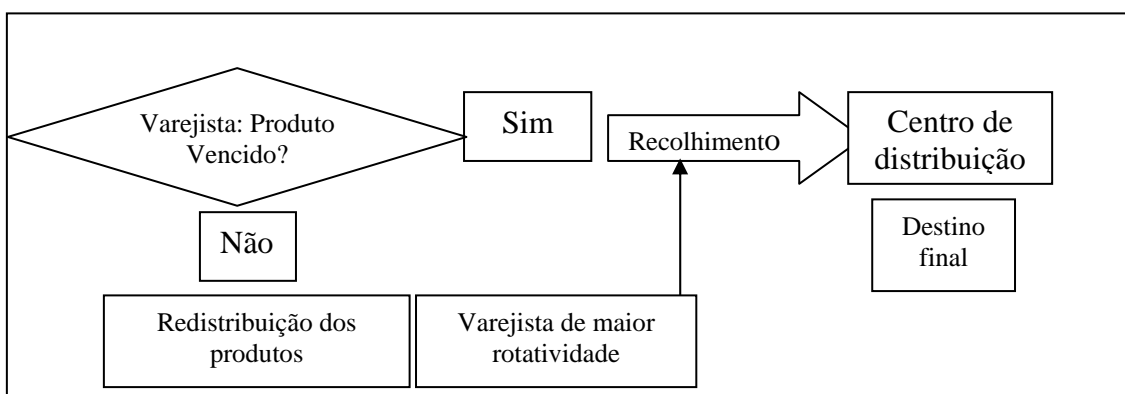 Varejista: Produto
Vencido?
Sim
Recolhimento
Centro de
distribuição
Não
Destino
final
Redistribuição dos
produtos
Varejista de maior
rotatividade